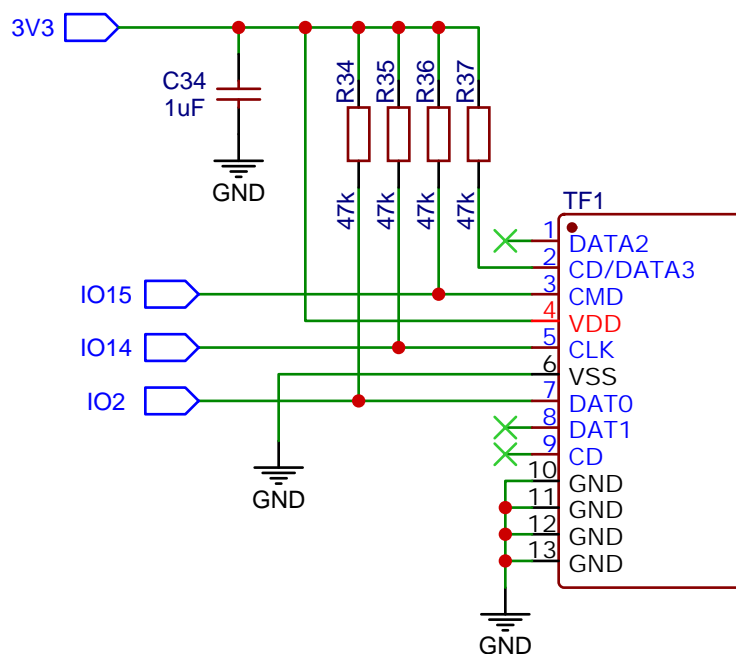 3V3
C34
1uF
GND
R34
R35
R36
R37
47k
47k
47k
47k
TF1
1 DATA2
2 CD/DATA3
IO15
3 CMD
4 VDD
IO14
5 CLK
6 VSS
IO2
7 DAT0
8 DAT1
9 CD
GND
10 GND
11 GND
12 GND
13 GND
GND